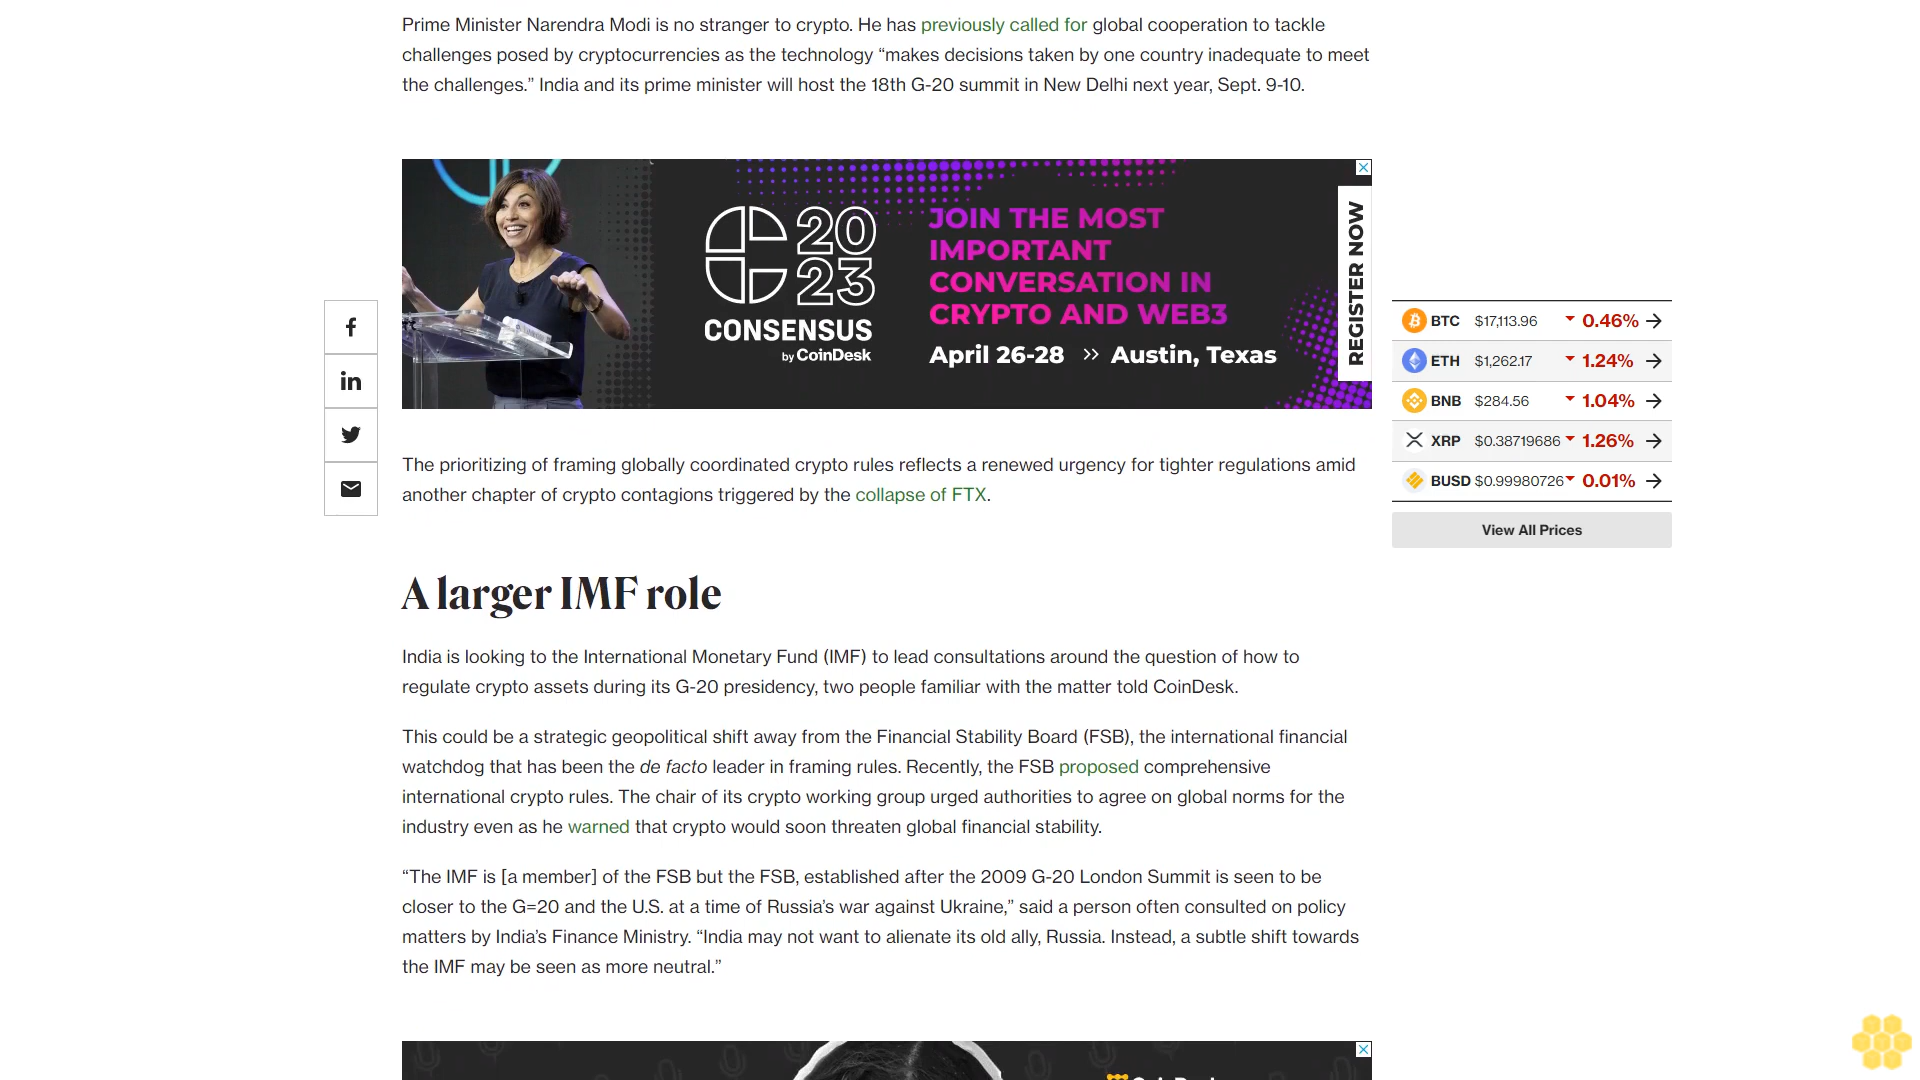 Prime Minister Narendra Modi is no stranger to crypto. He has previously called for global cooperation to tackle
challenges posed by cryptocurrencies as the technology “makes decisions taken by one country inadequate to meet
the challenges.” India and its prime minister will host the 18th G-20 summit in New Delhi next year, Sept. 9-10.
2023
CONSENSUS
by CoinDesk
JOIN THE MOST
IMPORTANT
CONVERSATION IN
CRYPTO AND WEB3
April 26-28 >> Austin, Texas
REGISTER NOW
BTC $17,113.96 0.46%
ETH $1,262.17 1.24%
BNB $284.56 1.04%
XRP $0.38719686 1.26%
BUSD $0.99980726 0.01%
View All Prices
The prioritizing of framing globally coordinated crypto rules reflects a renewed urgency for tighter regulations amid
another chapter of crypto contagions triggered by the collapse of FTX.
A larger IMF role
India is looking to the International Monetary Fund (IMF) to lead consultations around the question of how to
regulate crypto assets during its G-20 presidency, two people familiar with the matter told CoinDesk.
This could be a strategic geopolitical shift away from the Financial Stability Board (FSB), the international financial
watchdog that has been the de facto leader in framing rules. Recently, the FSB proposed comprehensive
international crypto rules. The chair of its crypto working group urged authorities to agree on global norms for the
industry even as he warned that crypto would soon threaten global financial stability.
“The IMF is [a member] of the FSB but the FSB, established after the 2009 G-20 London Summit is seen to be
closer to the G=20 and the U.S. at a time of Russia’s war against Ukraine,” said a person often consulted on policy
matters by India’s Finance Ministry. “India may not want to alienate its old ally, Russia. Instead, a subtle shift towards
the IMF may be seen as more neutral.”